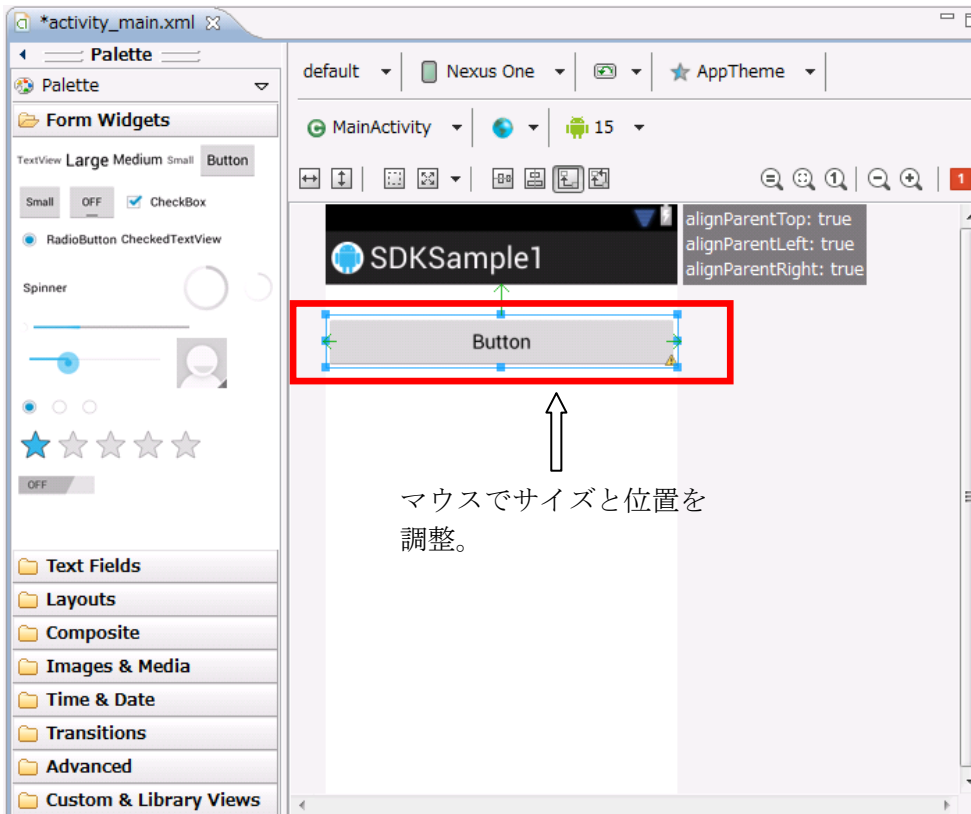 *activity_main.xml
Palette
Palette
Form Widgets
TextView Large Medium Small Button
Small OFF CheckBox
RadioButton CheckedTextView
Spinner
OFF
Text Fields
Layouts
Composite
Images & Media
Time & Date
Transitions
Advanced
Custom & Library Views
default Nexus One AppTheme
MainActivity 15
1
1
SDKSample1
alignParentTop: true
alignParentLeft: true
alignParentRight: true
Button
マウスでサイズと位置を
調整。